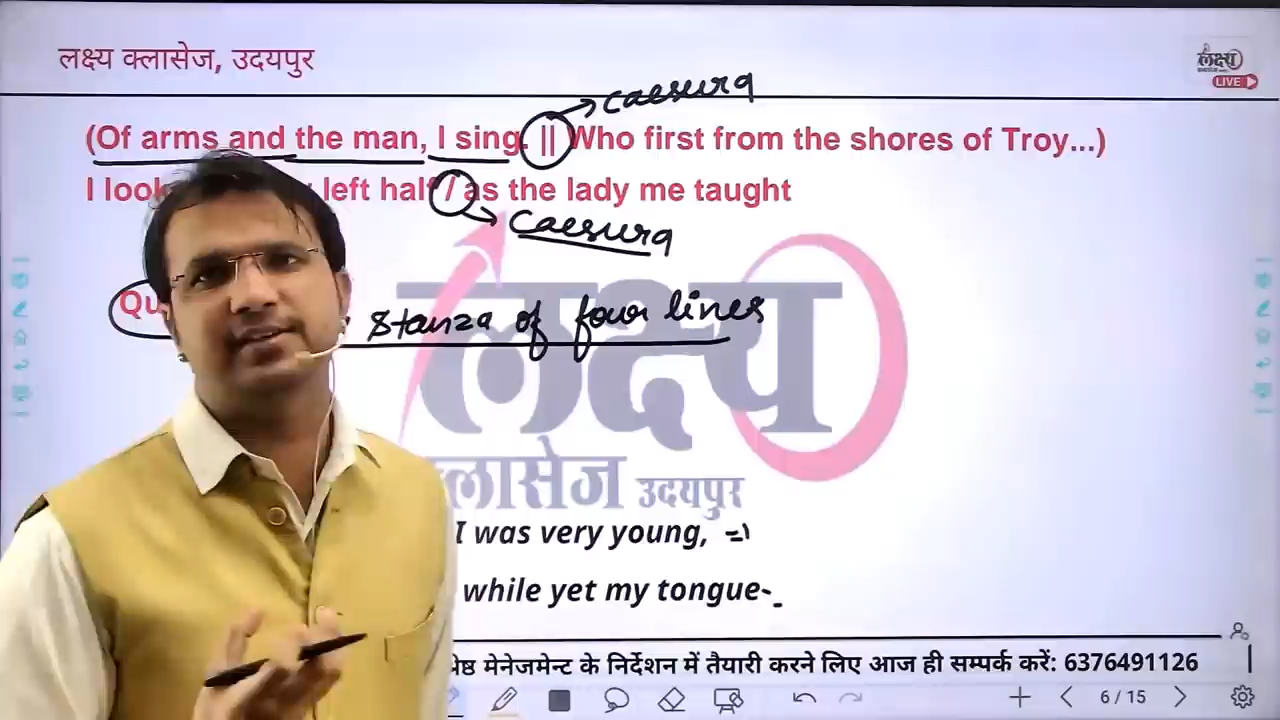 लक्ष्य क्लासेज, उदयपुर
लक्ष्य
LIVE
caesura
(Of arms and the man, I sing. || Who first from the shores of Troy...)
I look left half / as the lady me taught
caesura
Qu
stanza of four lines
लक्ष्य
क्लासेज उदयपुर
I was very young,
while yet my tongue-
मेनेजमेन्ट के निर्देशन में तैयारी करने लिए आज ही सम्पर्क करें: 6376491126
6 / 15